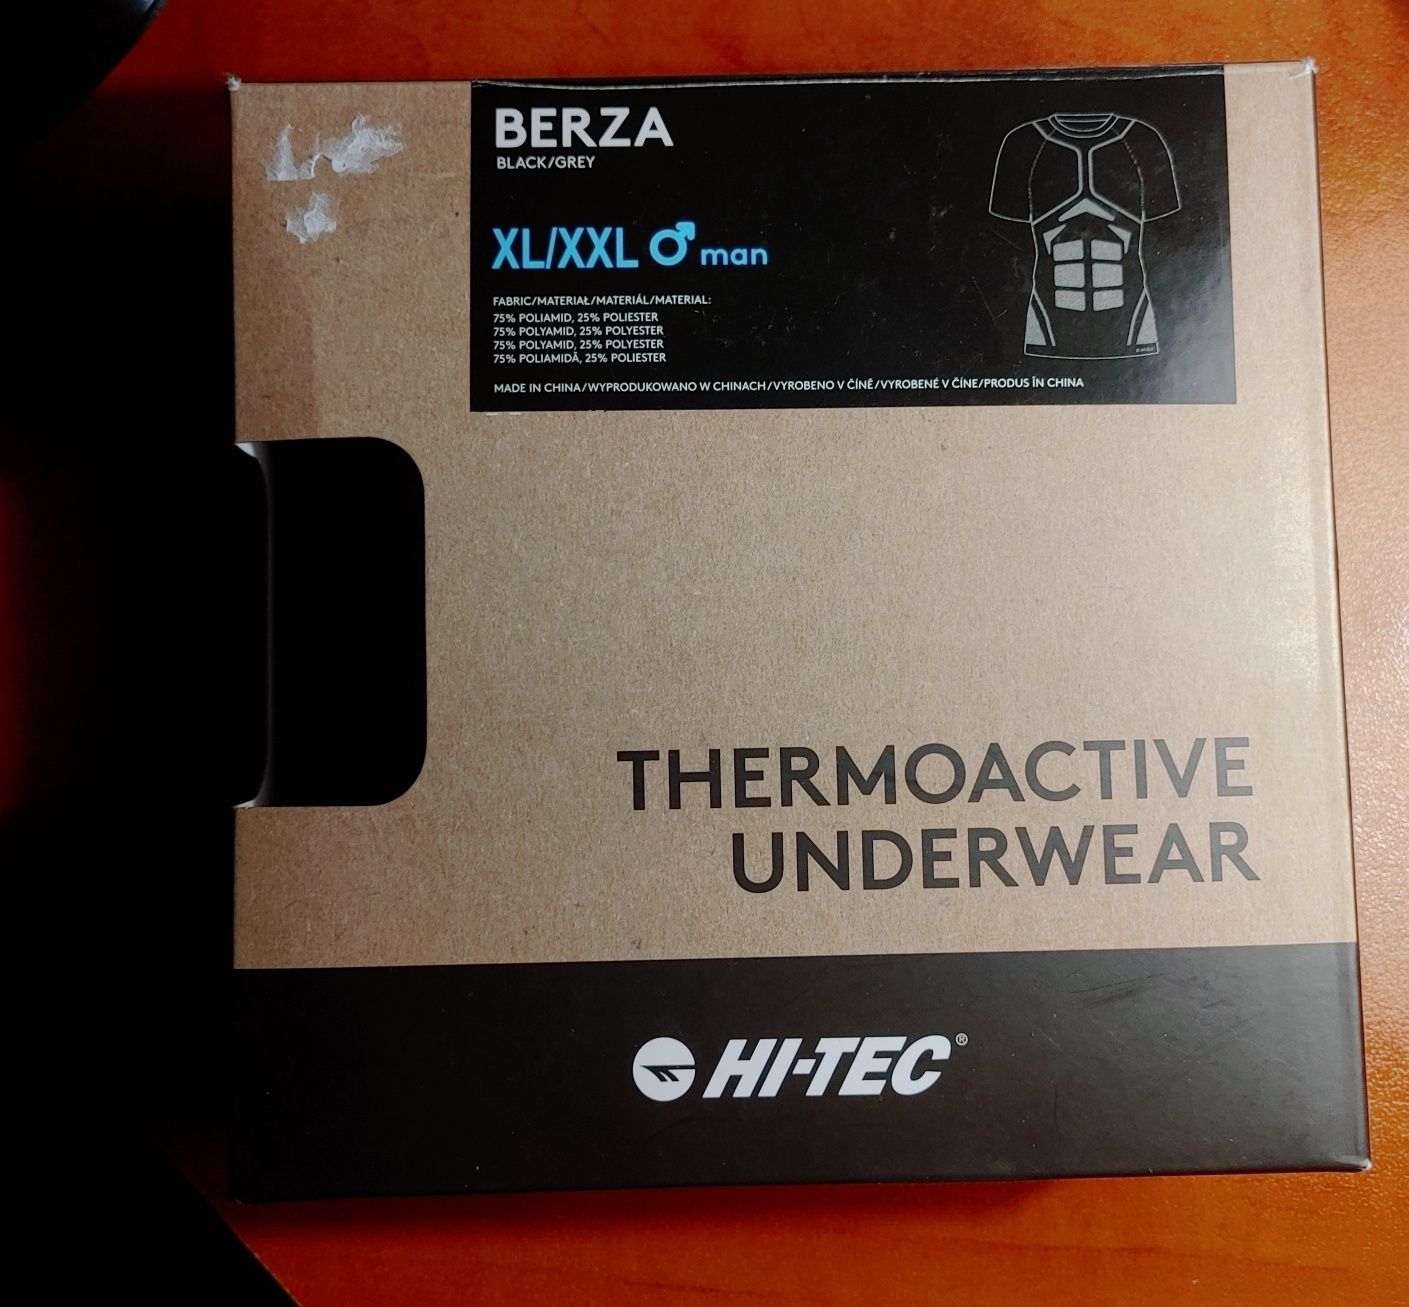 BERZA
BLACK/GREY
XL/XXL man
FABRIC/MATERIAŁ/MATERIÁL/MATERIAL:
75% POLIAMID, 25% POLIESTER
75% POLYAMID, 25% POLYESTER
75% POLYAMID, 25% POLYESTER
75% POLIAMIDĂ, 25% POLIESTER
MADE IN CHINA/WYPRODUKOWANO W CHINACH/VYROBENO V ČÍNĚ/VYROBENÉ V ČÍNE/PRODUS ÎN CHINA
THERMOACTIVE
UNDERWEAR
HI-TEC®